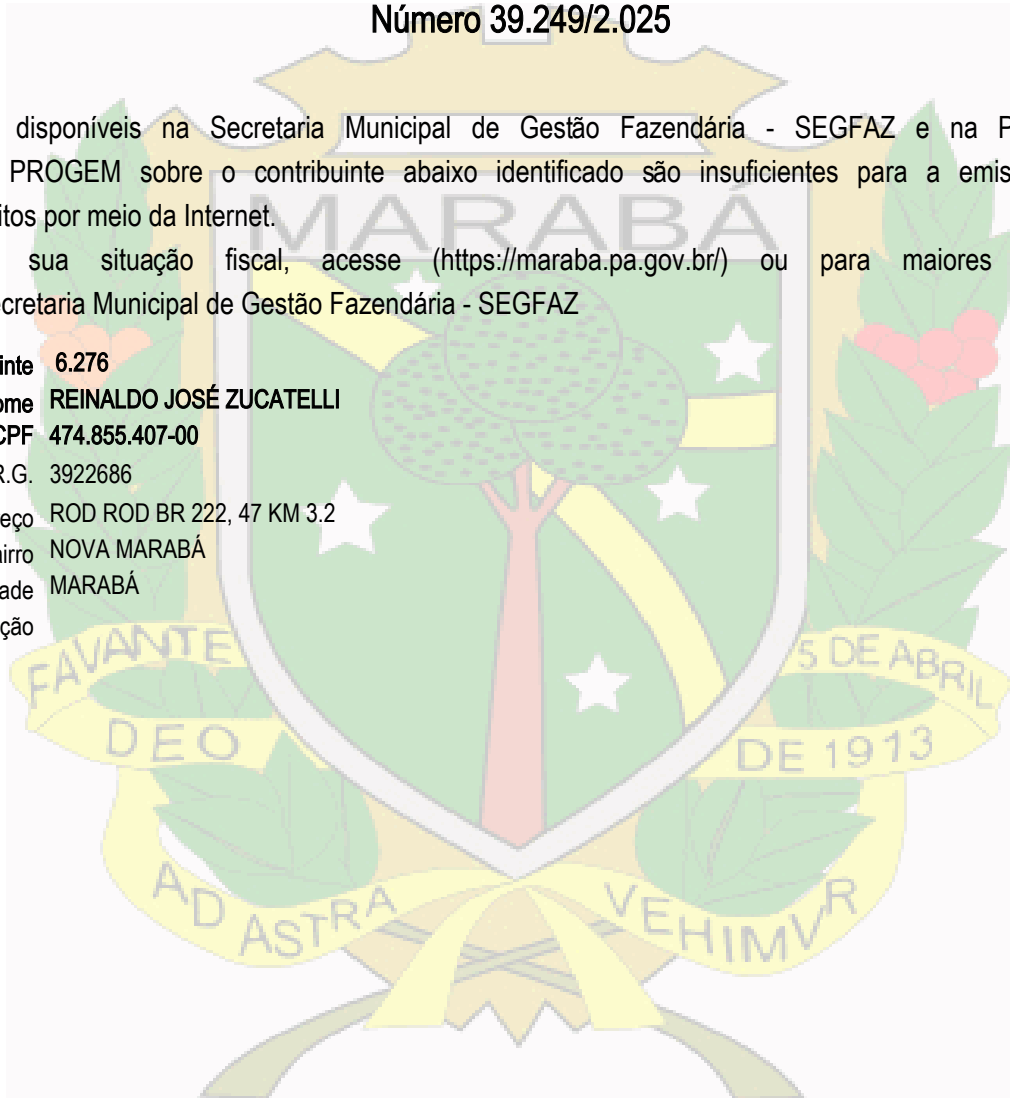 Número 39.249/2.025
disponíveis na Secretaria Municipal de Gestão Fazendária - SEGFAZ e na P
PROGEM sobre o contribuinte abaixo identificado são insuficientes para a emis
itos por meio da Internet.
sua situação fiscal, acesse (https://maraba.pa.gov.br/) ou para maiores
cretaria Municipal de Gestão Fazendária - SEGFAZ
inte 6.276
ome REINALDO JOSÉ ZUCATELLI
CPF 474.855.407-00
R.G. 3922686
eço ROD ROD BR 222, 47 KM 3.2
airro NOVA MARABÁ
ade MARABÁ
ção
MARABÁ
FAVANTE
DEO
5 DE ABRIL
DE 1913
AD ASTRA
VEHIMVR